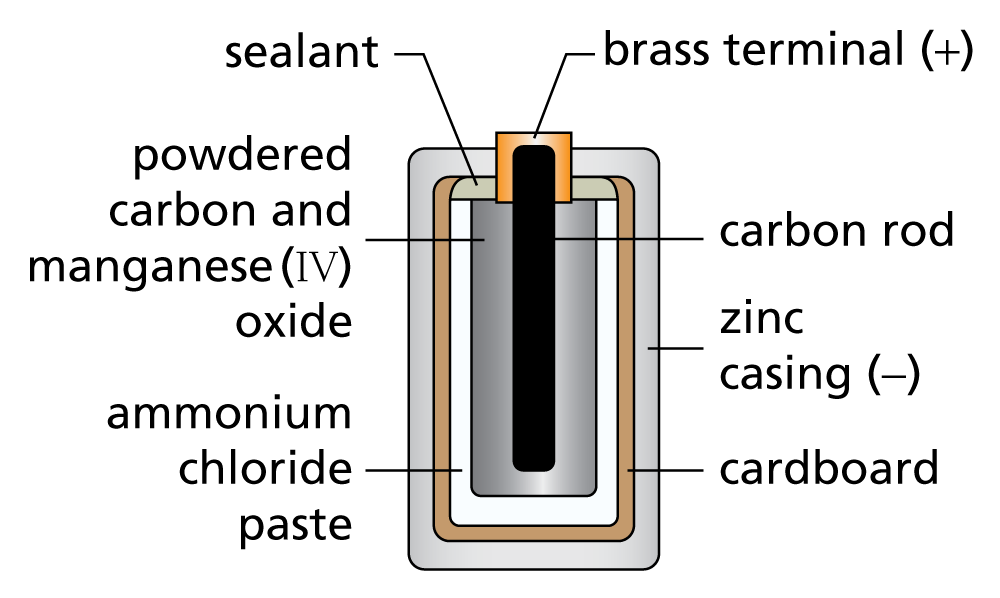 sealant
brass terminal (+)
powdered
carbon and
manganese (IV)
oxide
carbon rod
zinc
casing (–)
ammonium
chloride
paste
cardboard